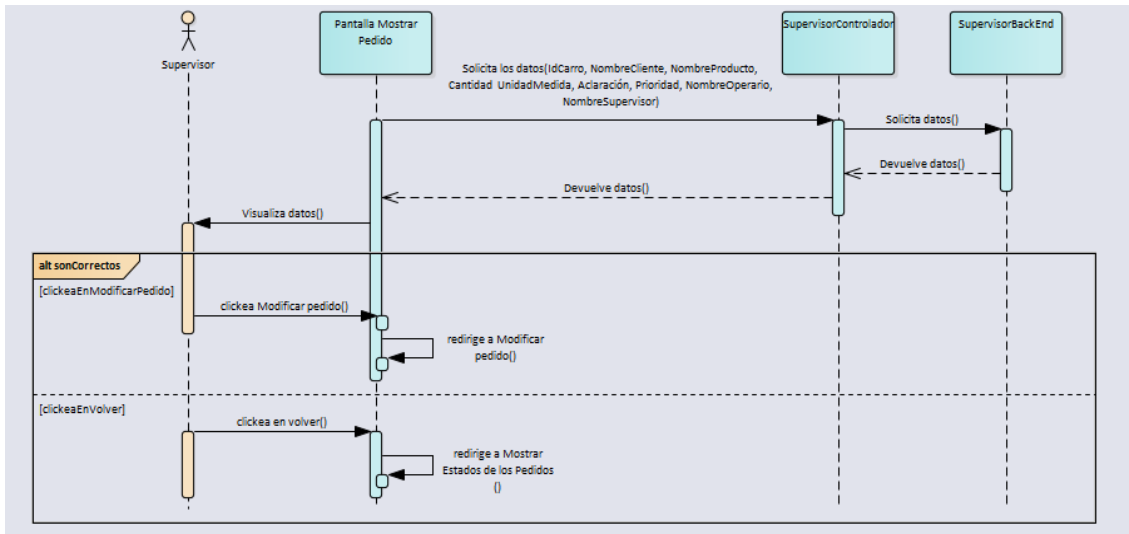 Pantalla Mostrar
Pedido
SupervisorControlador
SupervisorBackEnd
Supervisor
Solicita los datos(IdCarro, NombreCliente, NombreProducto,
Cantidad UnidadMedida, Aclaración, Prioridad, NombreOperario,
NombreSupervisor)
Solicita datos()
Devuelve datos()
Devuelve datos()
Visualiza datos()
alt sonCorrectos
[clickeaEnModificarPedido]
clickea Modificar pedido()
redirige a Modificar
pedido()
[clickeaEnVolver]
clickea en volver()
redirige a Mostrar
Estados de los Pedidos
()